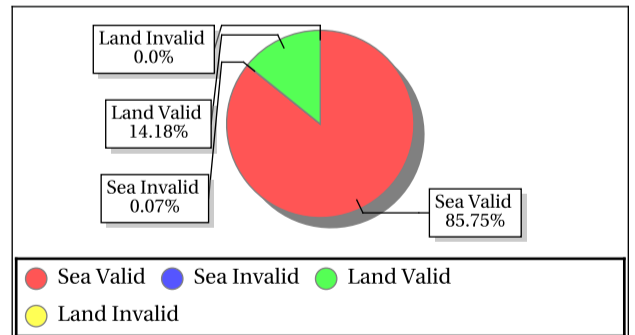 Land Invalid
0.0%
Land Valid
14.18%
Sea Invalid
0.07%
Sea Valid
85.75%
Sea Valid Sea Invalid Land Valid
Land Invalid